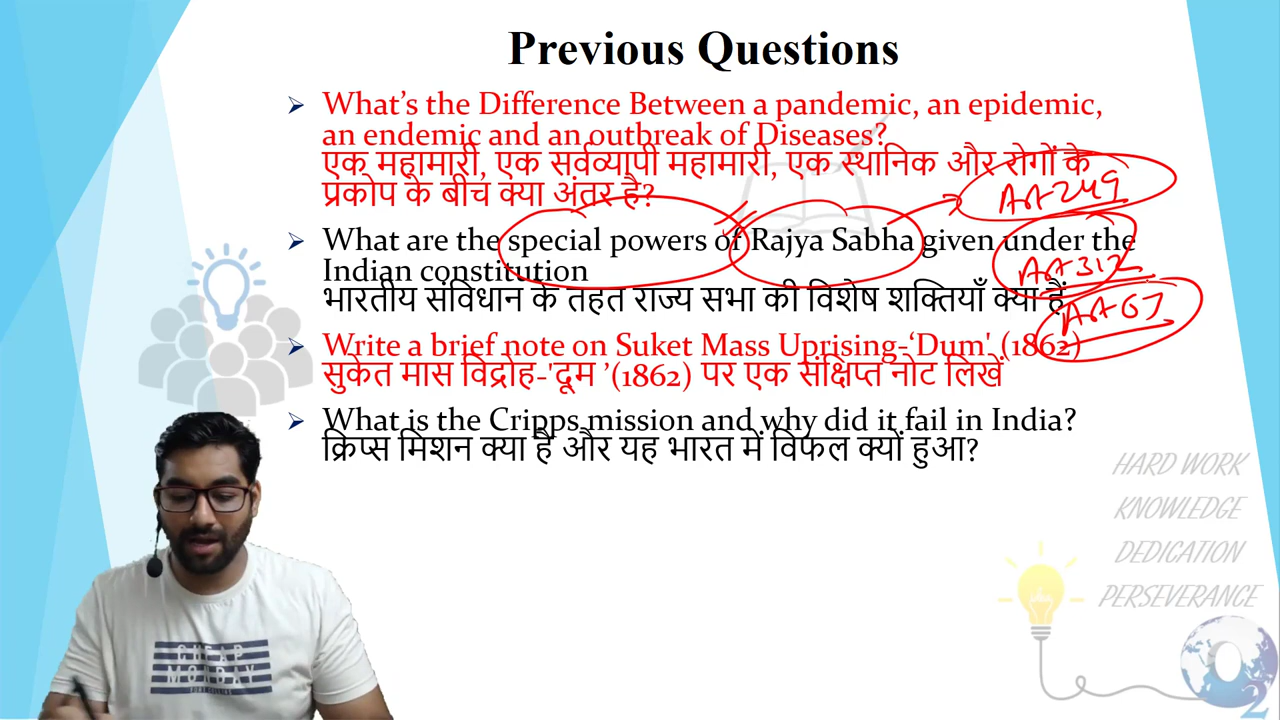 Previous Questions
What's the Difference Between a pandemic, an epidemic,
an endemic and an outbreak of Diseases?
एक महामारी, एक सर्वव्यापी महामारी, एक स्थानिक और रोगों के
प्रकोप के बीच क्या अंतर है?
AA249
What are the special powers of Rajya Sabha given under the
Indian constitution
AA312
भारतीय संविधान के तहत राज्य सभा की विशेष शक्तियाँ क्या हैं
AA67
Write a brief note on Suket Mass Uprising-‘Dum' (1862)
सुकेत मास विद्रोह-'दूम ’(1862) पर एक संक्षिप्त नोट लिखें
What is the Cripps mission and why did it fail in India?
क्रिप्स मिशन क्या है और यह भारत में विफल क्यों हुआ?
HARD WORK
KNOWLEDGE
DEDICATION
PERSEVERANCE
CHEAP
MONDAY
O2